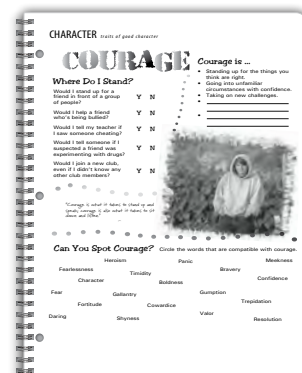 CHARACTER traits of good character
COURAGE
Where Do I Stand?
Would I stand up for a
friend in front of a group
of people? Y N
Would I help a friend
who's being bullied? Y N
Would I tell my teacher if
I saw someone cheating? Y N
Would I tell someone if I
suspected a friend was
experimenting with drugs? Y N
Would I join a new club,
even if I didn't know any
other club members? Y N
"Courage is what it takes to stand up and
speak; courage is also what it takes to sit
down and listen."
Courage is ...
• Standing up for the things you
think are right.
• Going into unfamiliar
circumstances with confidence.
• Taking on new challenges.
Can You Spot Courage? Circle the words that are compatible with courage.
Heroism Panic Meekness
Fearlessness Timidity Bravery
Character Boldness Confidence
Fear Gallantry Gumption
Fortitude Cowardice Trepidation
Daring Shyness Valor Resolution